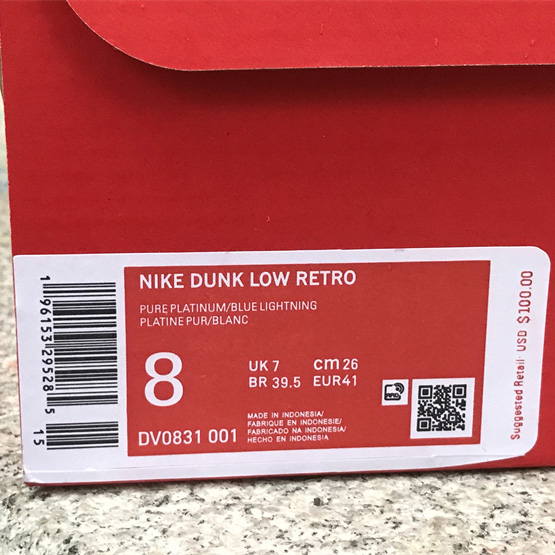 NIKE DUNK LOW RETRO
PURE PLATINUM/BLUE LIGHTNING
PLATINE PUR/BLANC
8
UK 7 cm 26
BR 39.5 EUR41
MADE IN INDONESIA/
FABRIQUE EN INDONESIE/
FABRICADO NA INDONESIA/
HECHO EN INDONESIA
DV0831 001
1 96153 29528 5
15
Suggested Retail: USD $100.00